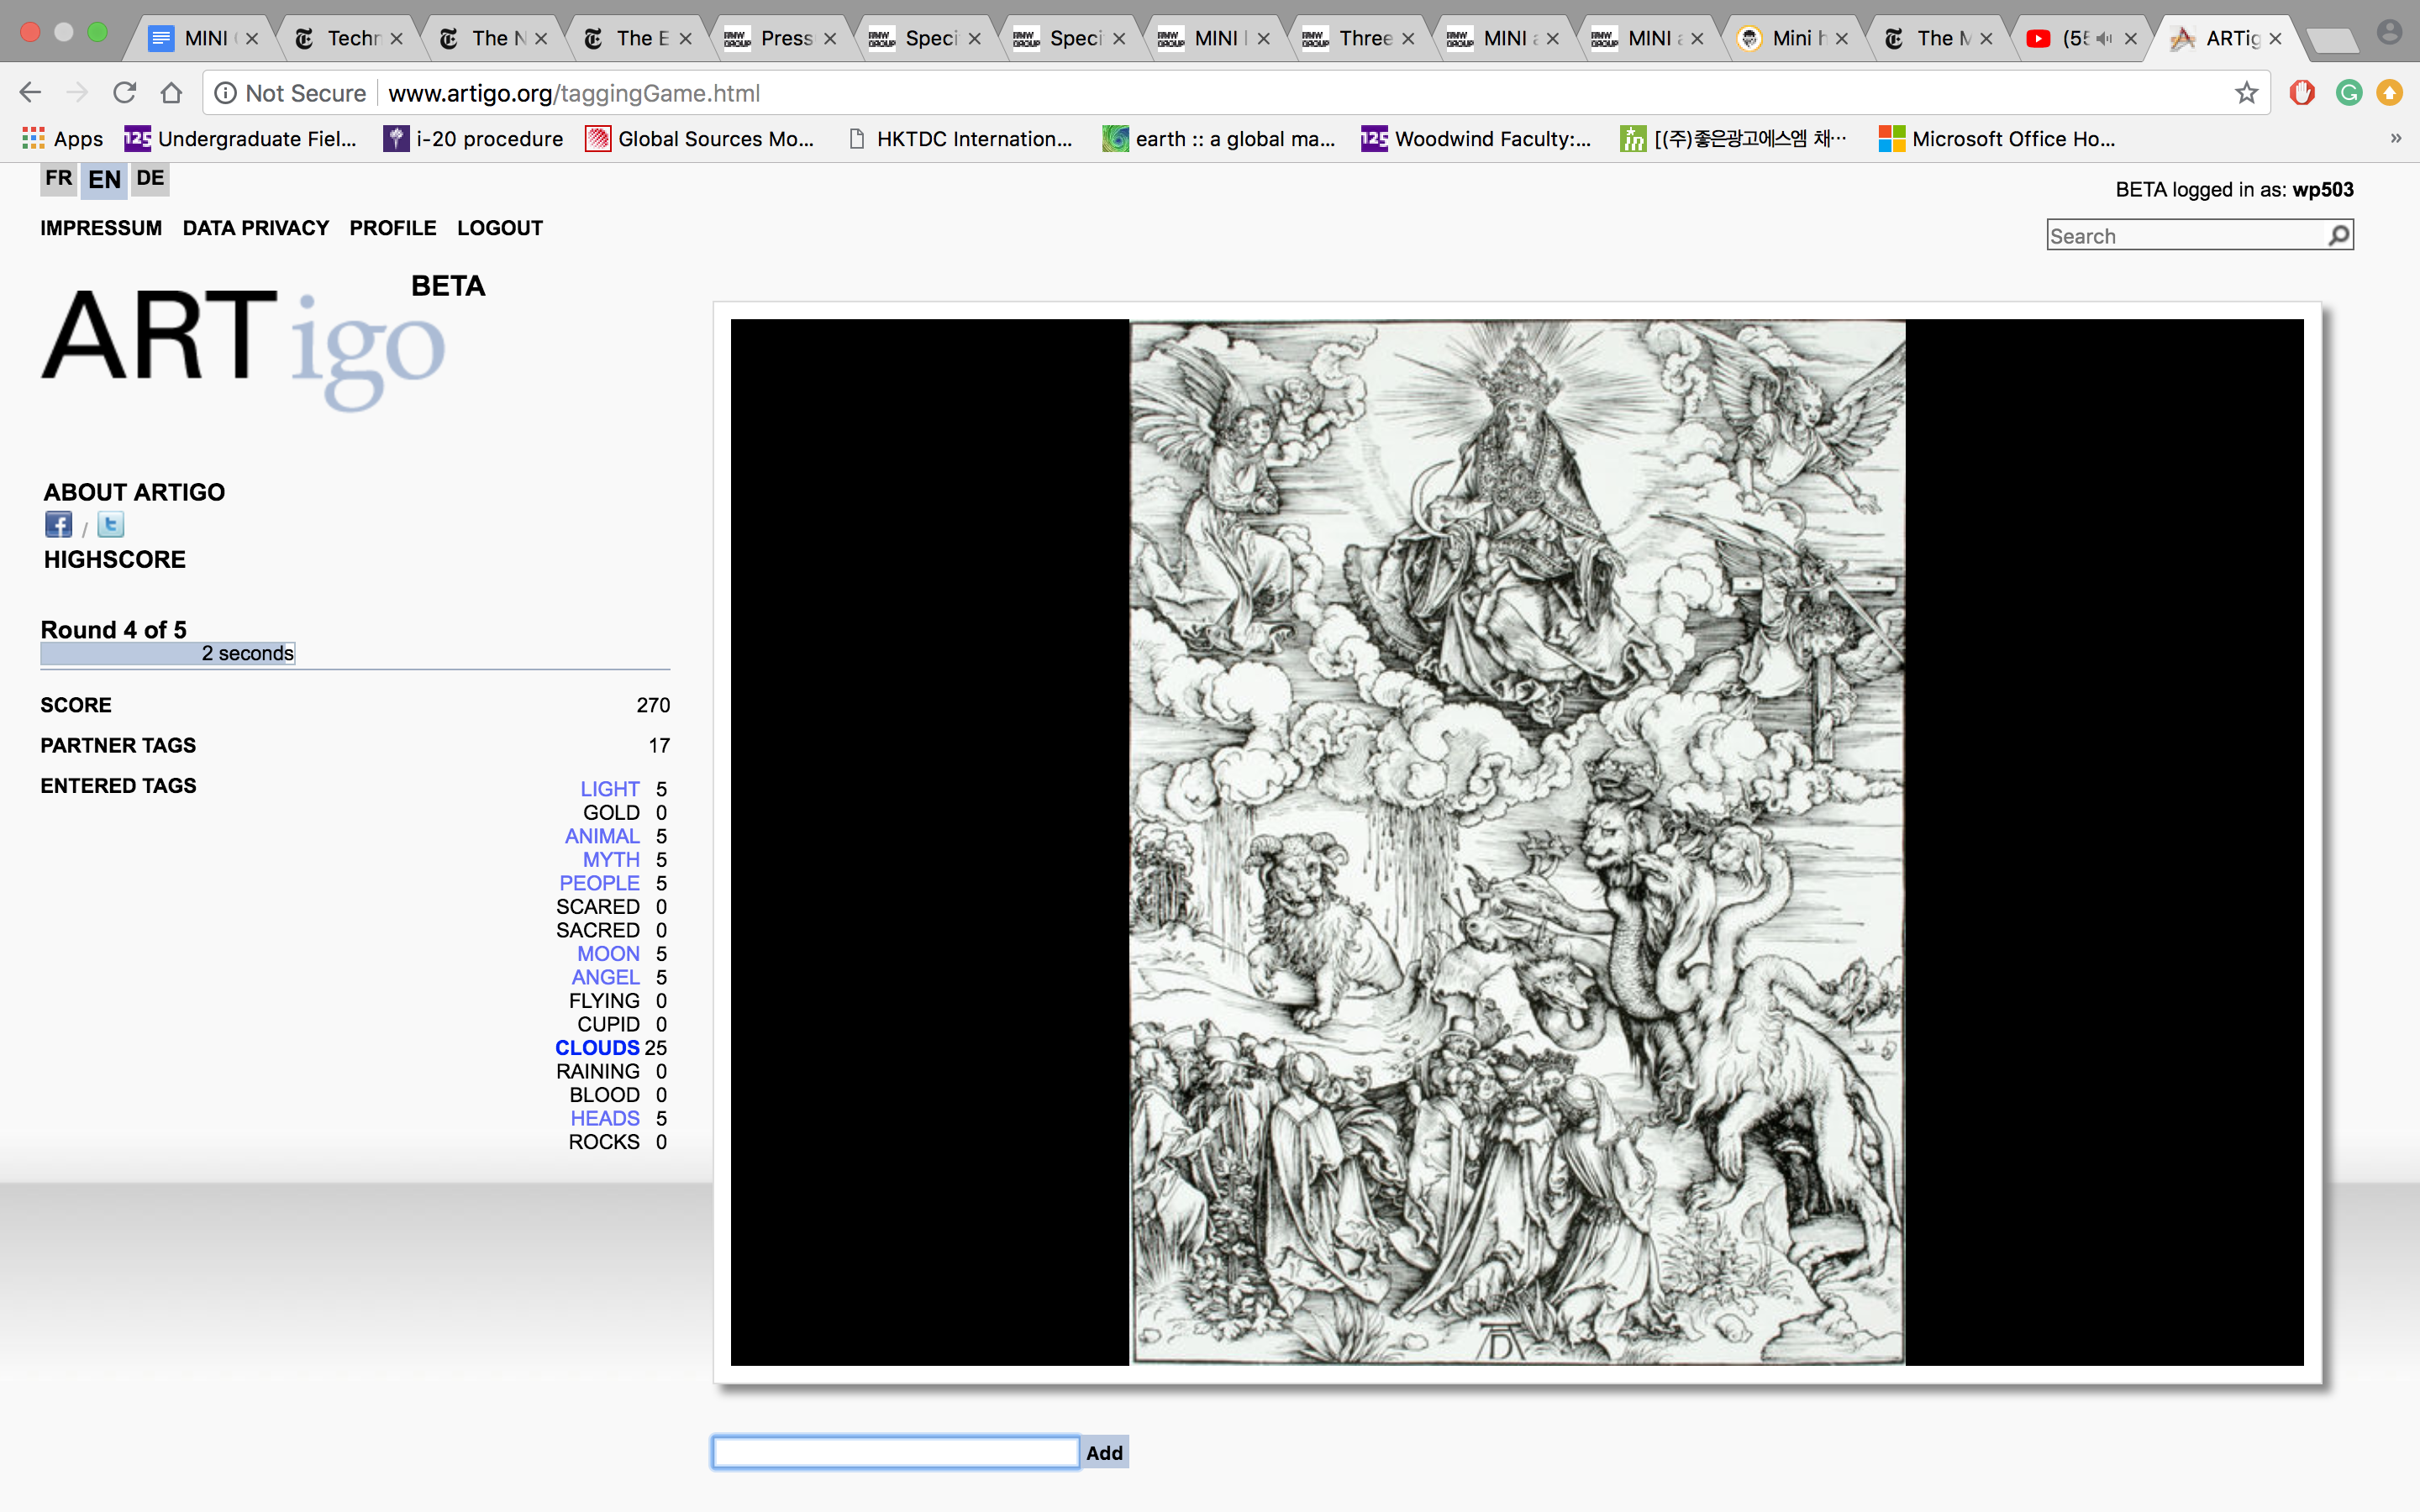 MINI
Techn
The N
The E
Press
Speci
Speci
MINI
Three
MINI a
MINI a
Mini h
The M
(55
ARTig
Not Secure www.artigo.org/taggingGame.html
Apps
Undergraduate Fiel...
i-20 procedure
Global Sources Mo...
HKTDC Internation...
earth :: a global ma...
Woodwind Faculty:...
[(주)좋은광고에스엠 채...
Microsoft Office Ho...
»
FR EN DE
BETA logged in as: wp503
IMPRESSUM DATA PRIVACY PROFILE LOGOUT
Search
ARTigo BETA
ABOUT ARTIGO
/
HIGHSCORE
Round 4 of 5
2 seconds
SCORE 270
PARTNER TAGS 17
ENTERED TAGS
LIGHT 5
GOLD 0
ANIMAL 5
MYTH 5
PEOPLE 5
SCARED 0
SACRED 0
MOON 5
ANGEL 5
FLYING 0
CUPID 0
CLOUDS 25
RAINING 0
BLOOD 0
HEADS 5
ROCKS 0
AD
Add